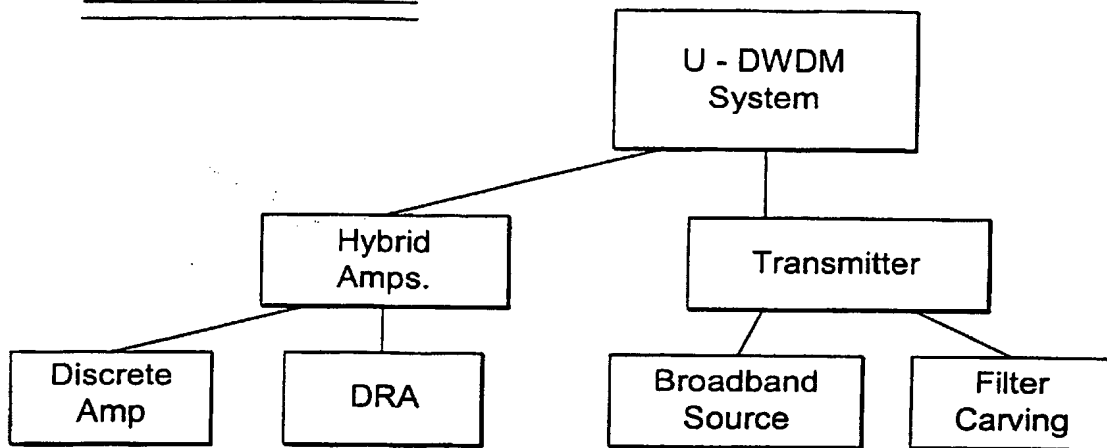 U - DWDM
System
Hybrid
Amps.
Transmitter
Discrete
Amp
DRA
Broadband
Source
Filter
Carving